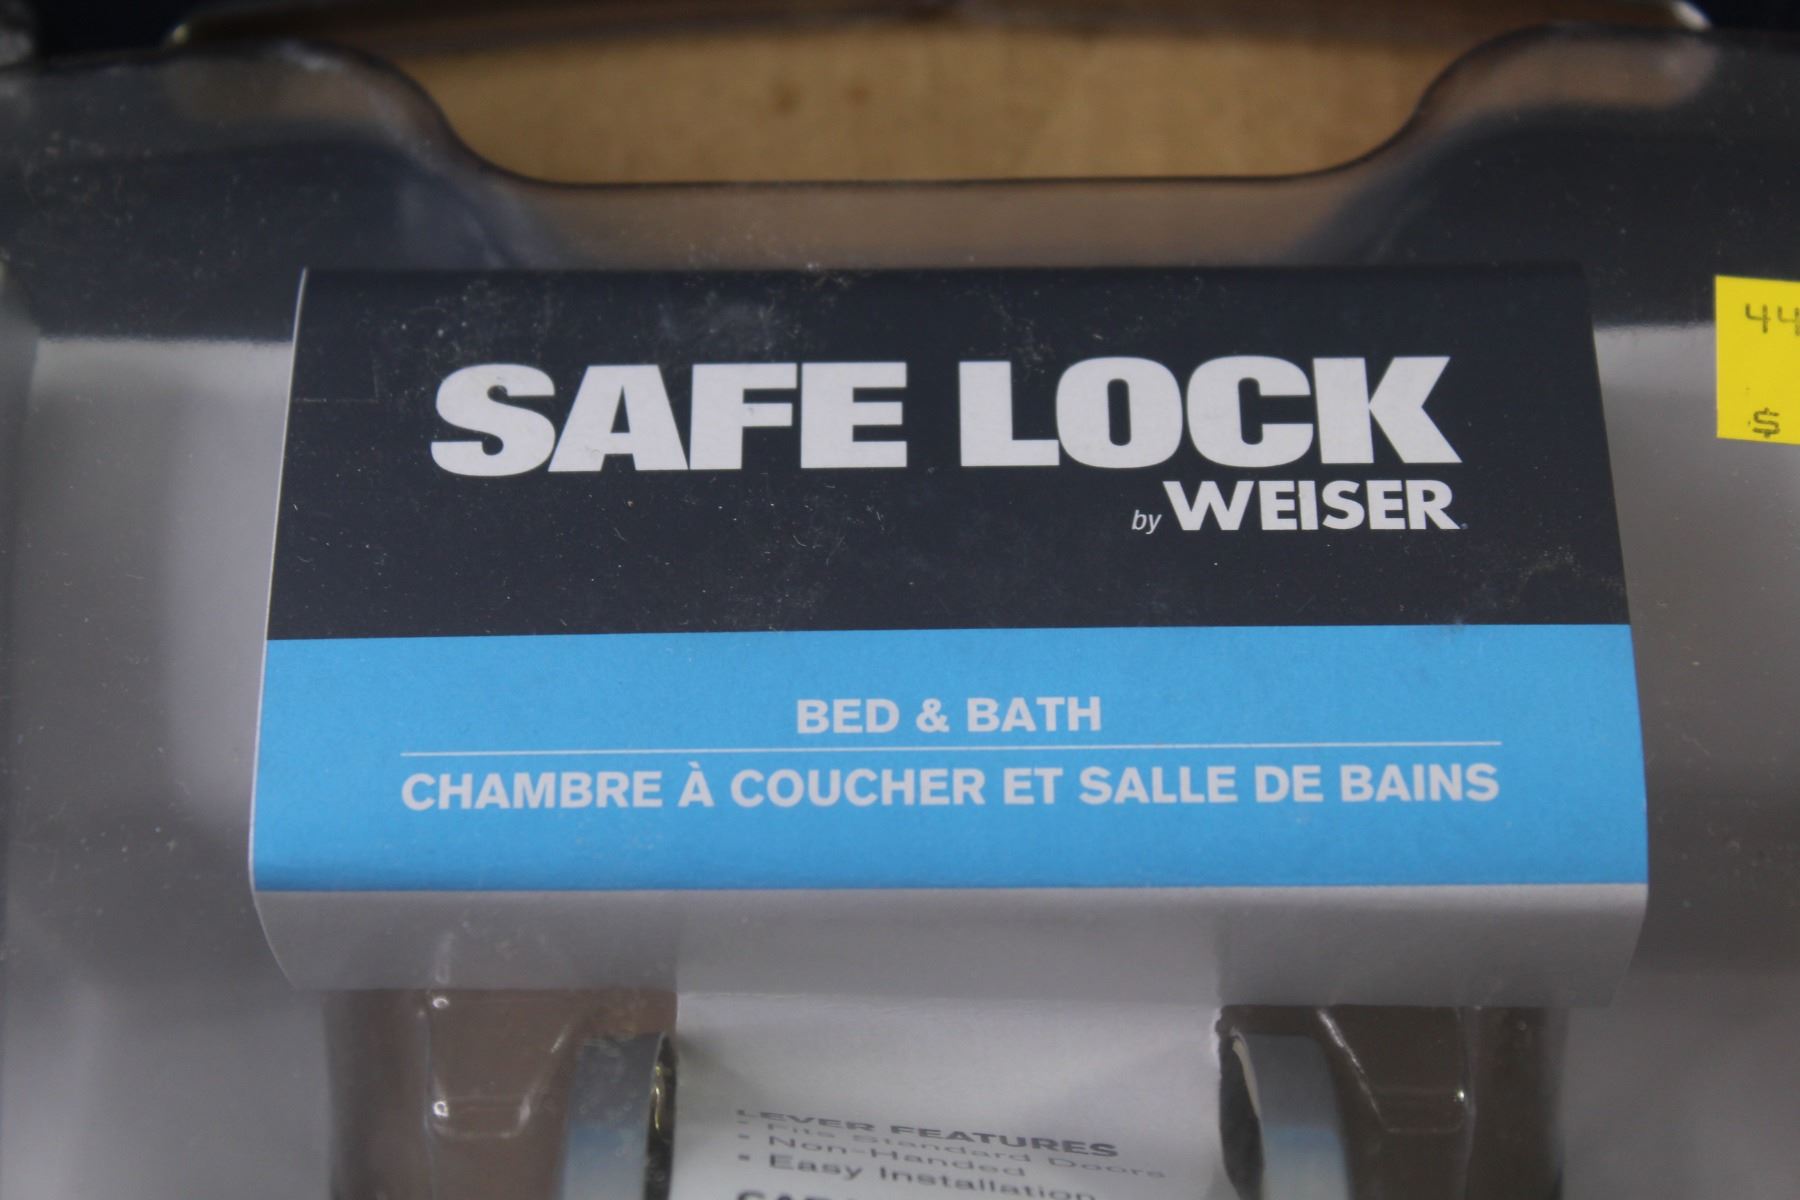 SAFE LOCK
by WEISER
44
$
BED & BATH
CHAMBRE À COUCHER ET SALLE DE BAINS
LEVER FEATURES
• Fits Standard Doors
• Non-Handed
• Easy Installation